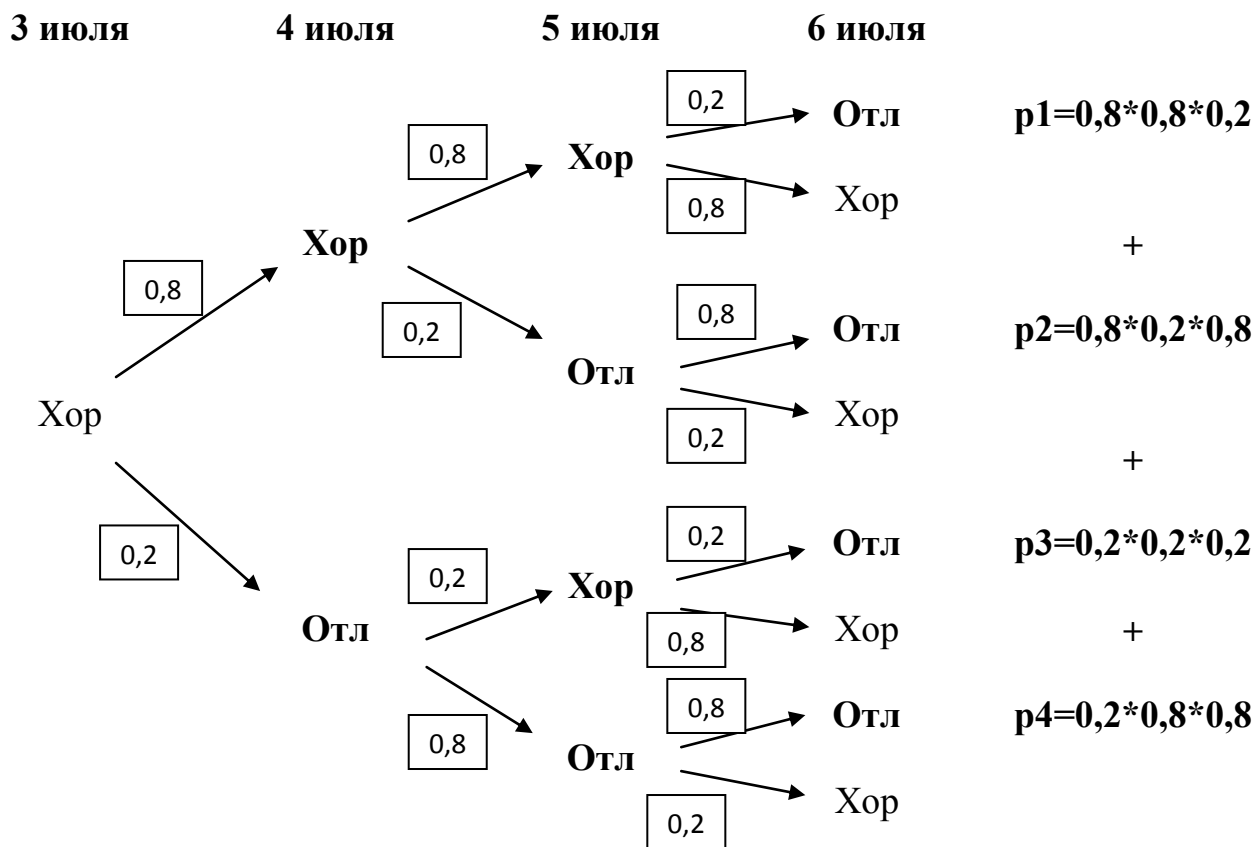 3 июля 4 июля 5 июля 6 июля
0,2
Отл p1=0,8*0,8*0,2
0,8
Хор
0,8
Хор
Хор
+
0,8
0,2
0,8
Отл p2=0,8*0,2*0,8
Отл
0,2
Хор
Хор
+
0,2
0,2
0,2
Отл p3=0,2*0,2*0,2
Хор
Отл
0,8
Хор
+
0,8
0,8
Отл p4=0,2*0,8*0,8
Отл
0,2
Хор